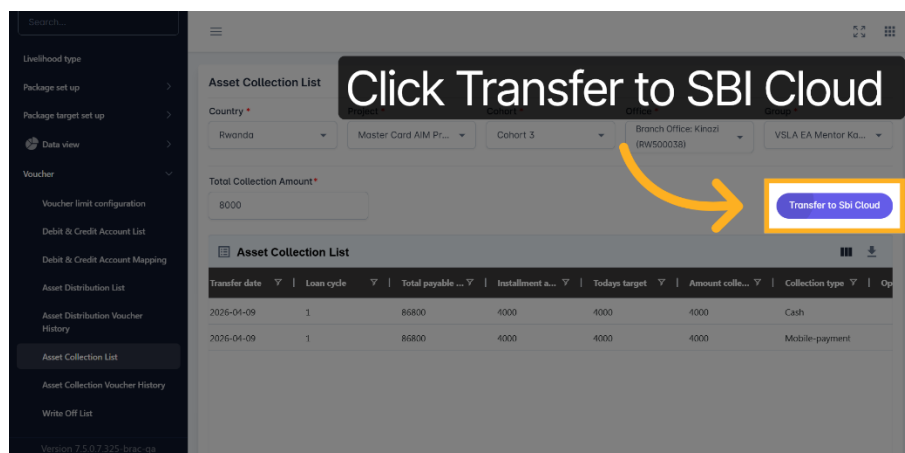 Search...
Livelihood type
Package set up
Package target set up
Data view
Voucher
Voucher limit configuration
Debit & Credit Account List
Debit & Credit Account Mapping
Asset Distribution List
Asset Distribution Voucher
History
Asset Collection List
Asset Collection Voucher History
Write Off List
Version 7.5.0.7.325-brac-qa
Click Transfer to SBI Cloud
Asset Collection List
Country *
Rwanda
Master Card AIM Pr...
Cohort 3
Branch Office: Kinazi
(RW500038)
VSLA EA Mentor Ka...
Total Collection Amount*
8000
Transfer to Sbi Cloud
Asset Collection List
Transfer date | Loan cycle | Total payable ... | Installment a... | Todays target | Amount colle... | Collection type | Op
2026-04-09 1 86800 4000 4000 4000 Cash
2026-04-09 1 86800 4000 4000 4000 Mobile-payment